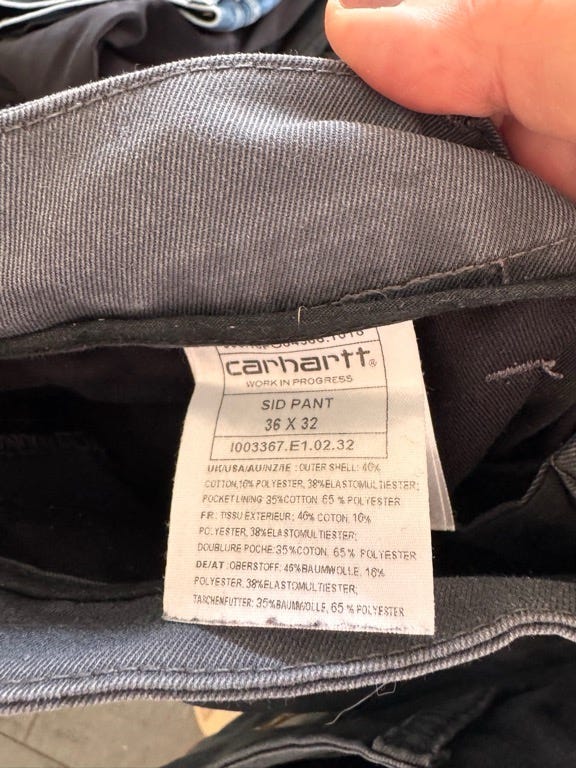 carhartt®
WORK IN PROGRESS
SID PANT
36 X 32
I003367.E1.02.32
UK/USA/AU/NZ/IE : OUTER SHELL: 46%
COTTON,16% POLYESTER, 38%ELASTOMULTIESTER;
POCKETLINING 35%COTTON, 65 % POLYESTER
FR: TISSU EXTERIEUR; 46% COTON, 16%
POLYESTER, 38%ELASTOMULTIESTER;
DOUBLURE POCHE:35%COTON, 65% POLYESTER
DE/AT :OBERSTOFF: 46%BAUMWOLLE, 16%
POLYESTER, 38%ELASTOMULTIESTER;
TASCHENFUTTER: 35%BAUMWOLLE, 65% POLYESTER